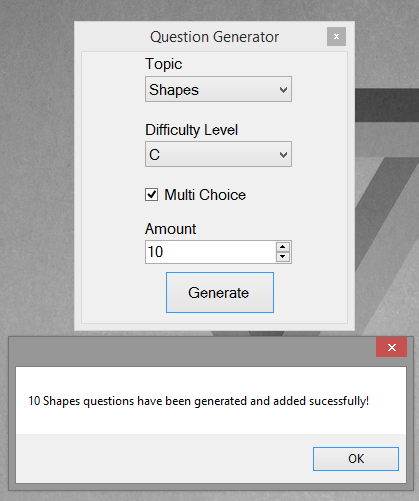 Question Generator
x
Topic
Shapes
Difficulty Level
C
Multi Choice
Amount
10
Generate
10 Shapes questions have been generated and added sucessfully!
OK